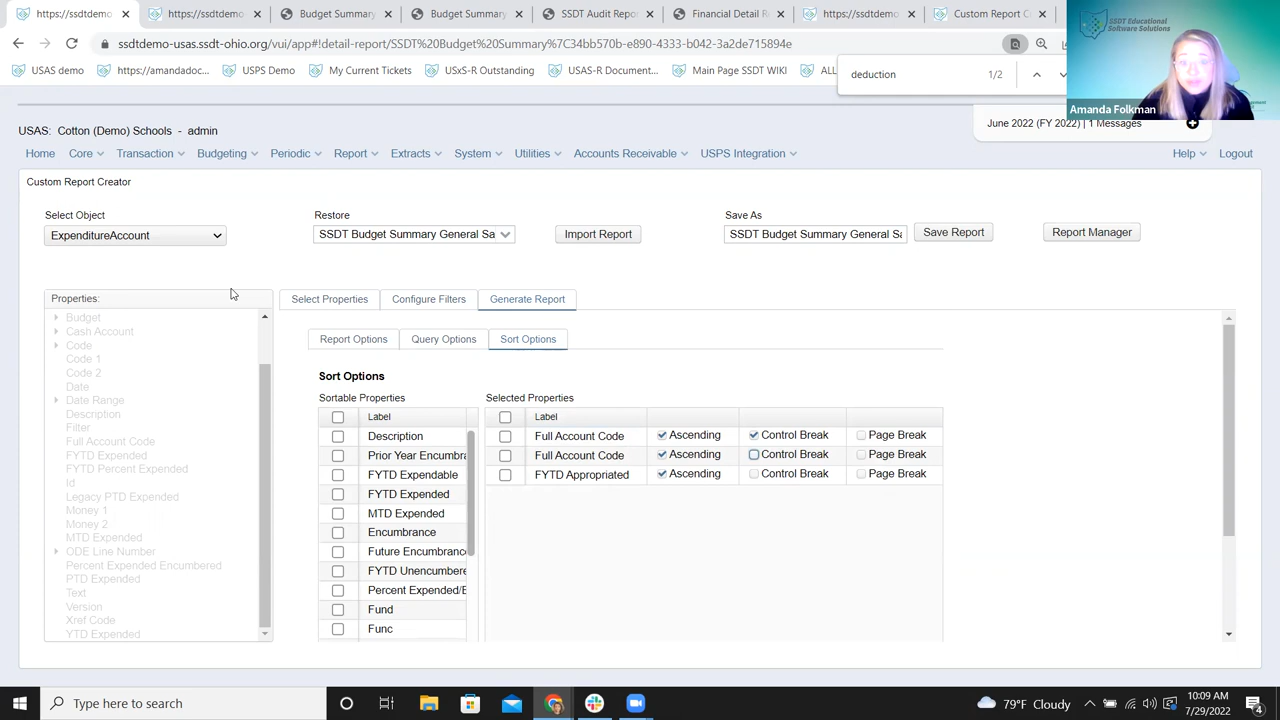 https://ssdtdemo
https://ssdtdemo
Budget Summary
Budget Summary
SSDT Audit Repor
Financial Detail R
https://ssdtdemo
Custom Report C
ssdtdemo-usas.ssdt-ohio.org/vui/app#!detail-report/SSDT%20Budget%20Summary%7C34bb570b-e890-4333-b042-3a2de715894e
USAS demo
https://amandadoc...
USPS Demo
My Current Tickets
USxS-R Outstanding
USAS-R Document...
Main Page SSDT WIKI
ALL
deduction
1/2
SSDT Educational
Software Solutions
Amanda Folkman
USAS: Cotton (Demo) Schools - admin
June 2022 (FY 2022) | 1 Messages
Home
Core
Transaction
Budgeting
Periodic
Report
Extracts
System
Utilities
Accounts Receivable
USPS Integration
Help
Logout
Custom Report Creator
Select Object
ExpenditureAccount
Restore
SSDT Budget Summary General Sa
Import Report
Save As
SSDT Budget Summary General Sa
Save Report
Report Manager
Properties:
Budget
Cash Account
Code
Code 1
Code 2
Date
Date Range
Description
Filter
Full Account Code
FYTD Expended
FYTD Percent Expended
Id
Legacy PTD Expended
Money 1
Money 2
MTD Expended
ODE Line Number
Percent Expended Encumbered
PTD Expended
Text
Version
Xref Code
YTD Expended
Select Properties
Configure Filters
Generate Report
Report Options
Query Options
Sort Options
Sort Options
Sortable Properties
Label
Description
Prior Year Encumbra
FYTD Expendable
FYTD Expended
MTD Expended
Encumbrance
Future Encumbranc
FYTD Unencumbere
Percent Expended/E
Fund
Func
Selected Properties
Label
Full Account Code Ascending Control Break Page Break
Full Account Code Ascending Control Break Page Break
FYTD Appropriated Ascending Control Break Page Break
Type here to search
79°F Cloudy
10:09 AM
7/29/2022
4